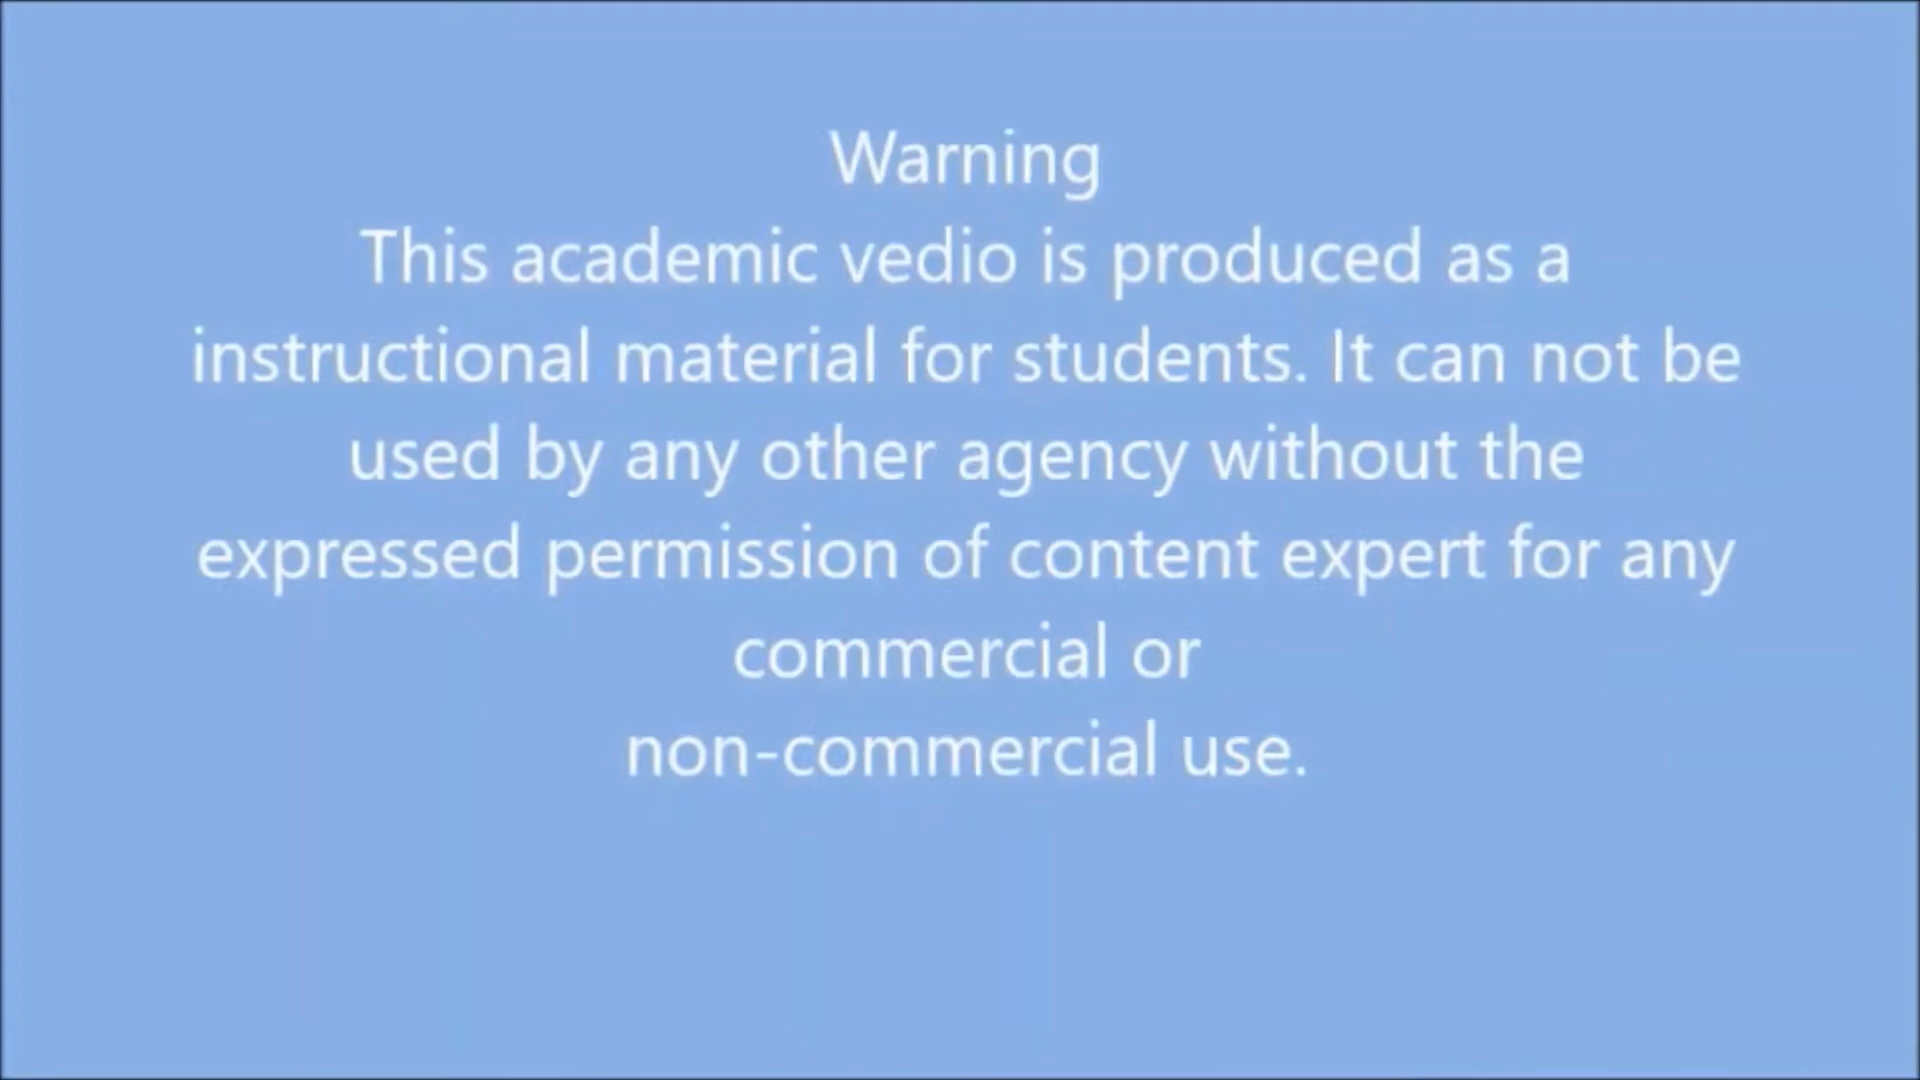 Warning
This academic vedio is produced as a
instructional material for students. It can not be
used by any other agency without the
expressed permission of content expert for any
commercial or
non-commercial use.